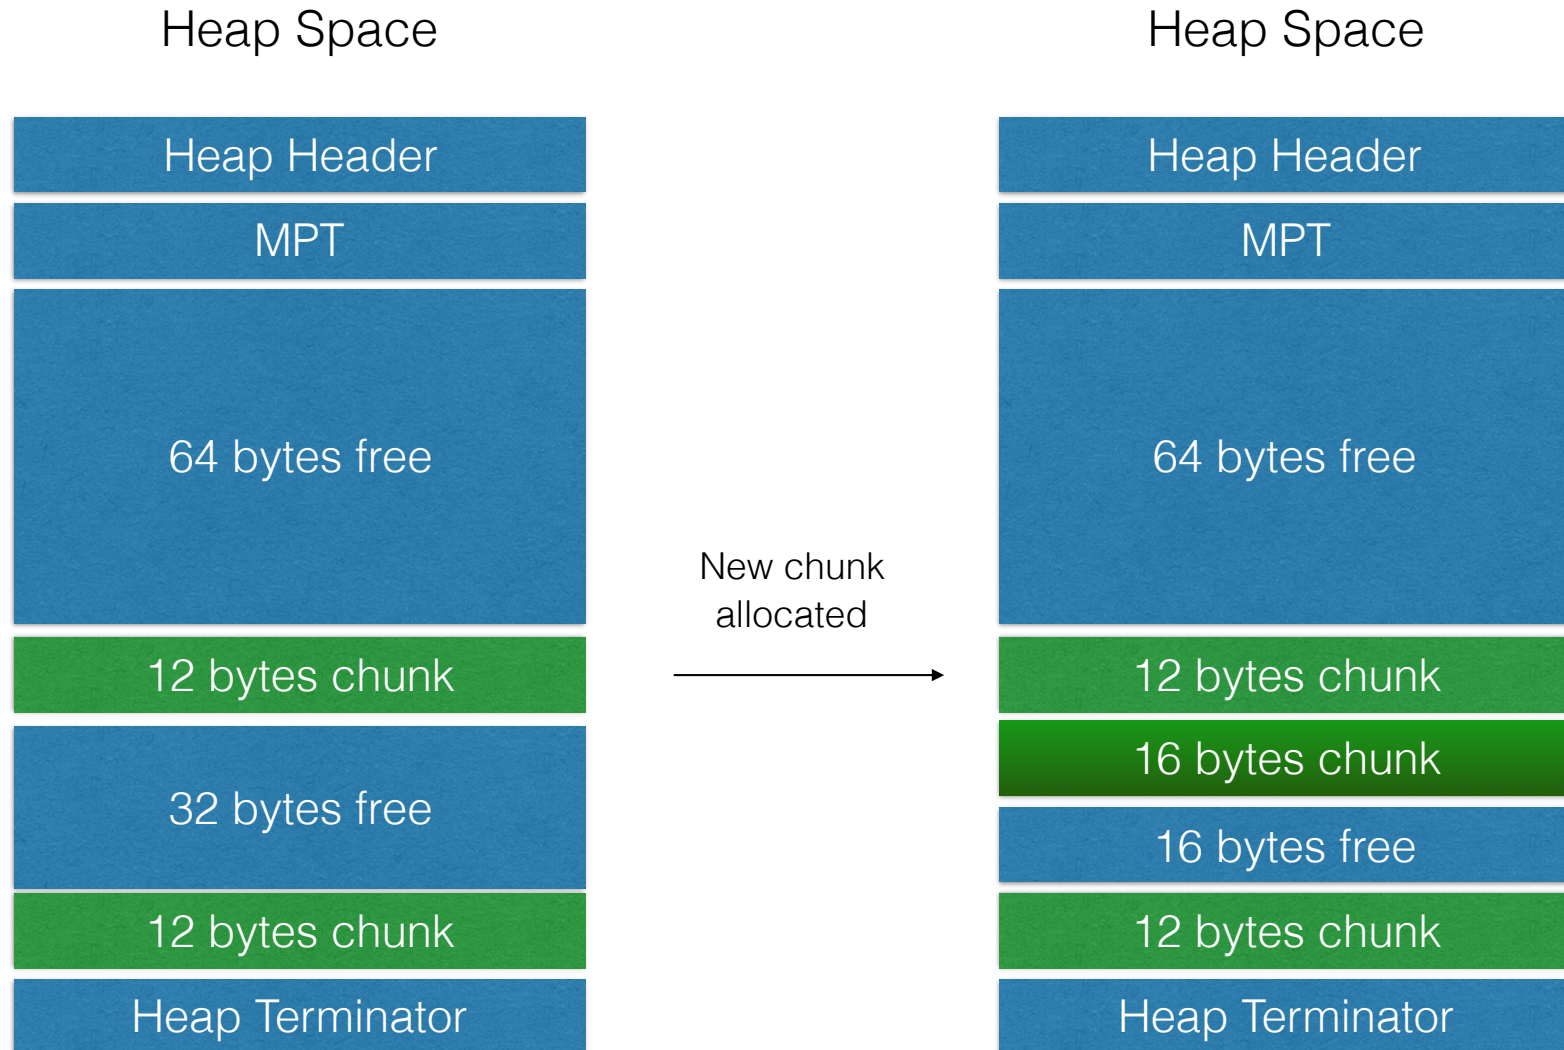 Heap Space
Heap Header
MPT
64 bytes free
12 bytes chunk
32 bytes free
12 bytes chunk
Heap Terminator
New chunk
allocated
Heap Space
Heap Header
MPT
64 bytes free
12 bytes chunk
16 bytes chunk
16 bytes free
12 bytes chunk
Heap Terminator